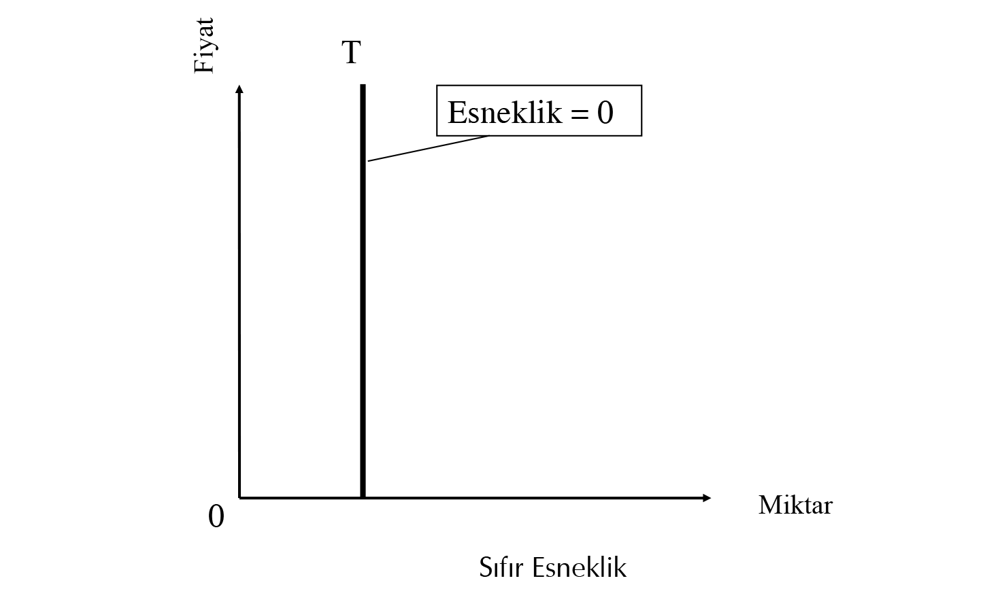 Fiyat
T
Esneklik = 0
0
Miktar
Sıfır Esneklik